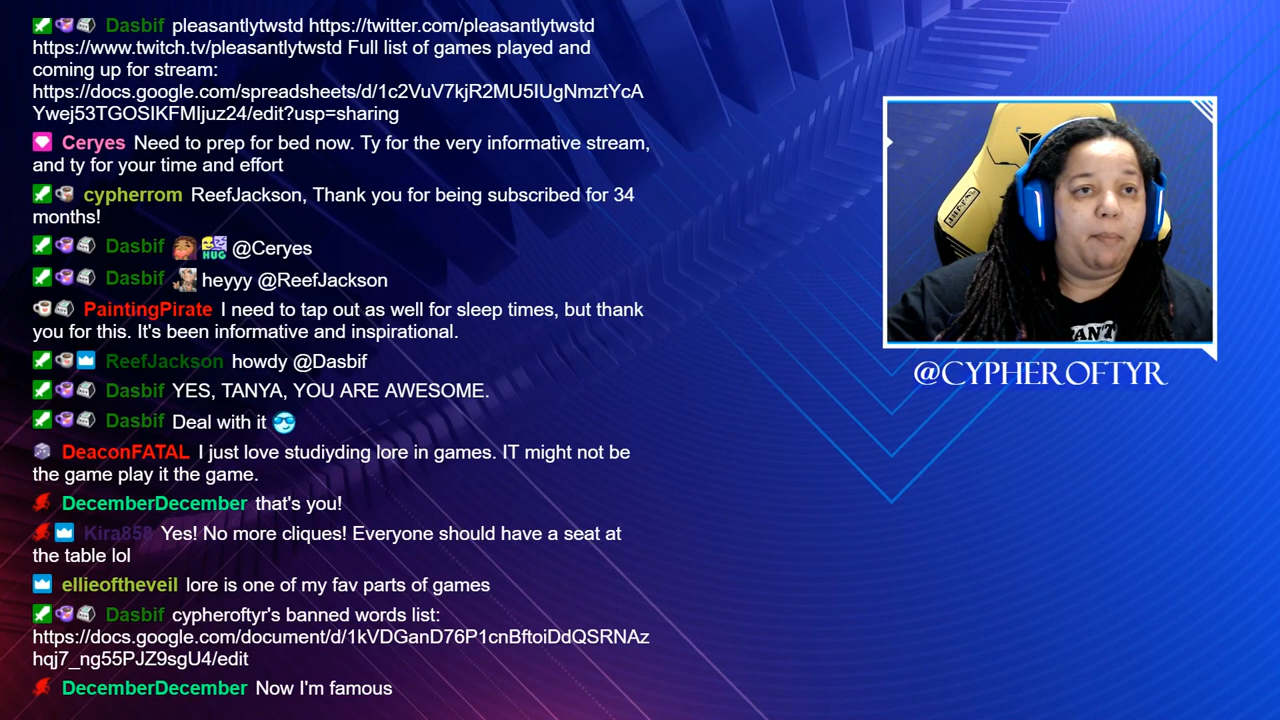 Dasbif pleasantlytwstd https://twitter.com/pleasantlytwstd
https://www.twitch.tv/pleasantlytwstd Full list of games played and
coming up for stream:
https://docs.google.com/spreadsheets/d/1c2VuV7kjR2MU5IUgNmztYcA
Ywej53TGOSIKFMIjuz24/edit?usp=sharing
Ceryes Need to prep for bed now. Ty for the very informative stream,
and ty for your time and effort
cypherrom ReefJackson, Thank you for being subscribed for 34
months!
Dasbif HUG @Ceryes
Dasbif heyyy @ReefJackson
PaintingPirate I need to tap out as well for sleep times, but thank
you for this. It's been informative and inspirational.
ReefJackson howdy @Dasbif
Dasbif YES, TANYA, YOU ARE AWESOME.
Dasbif Deal with it
DeaconFATAL I just love studiyding lore in games. IT might not be
the game play it the game.
DecemberDecember that's you!
Kira858 Yes! No more cliques! Everyone should have a seat at
the table lol
ellieoftheveil lore is one of my fav parts of games
Dasbif cypheroftyr's banned words list:
https://docs.google.com/document/d/1kVDGanD76P1cnBftoiDdQSRNAz
hqj7_ng55PJZ9sgU4/edit
DecemberDecember Now I'm famous
@CYPHEROFTYR